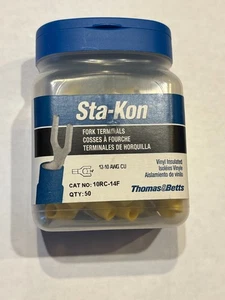 Sta-Kon
FORK TERMINALS
COSSES À FOURCHE
TERMINALES DE HORQUILLA
12-10 AWG CU
Vinyl Insulated
Isolées Vinyle
Aislamiento de vinilo
CAT NO: 10RC-14F
QTY: 50
Thomas&Betts